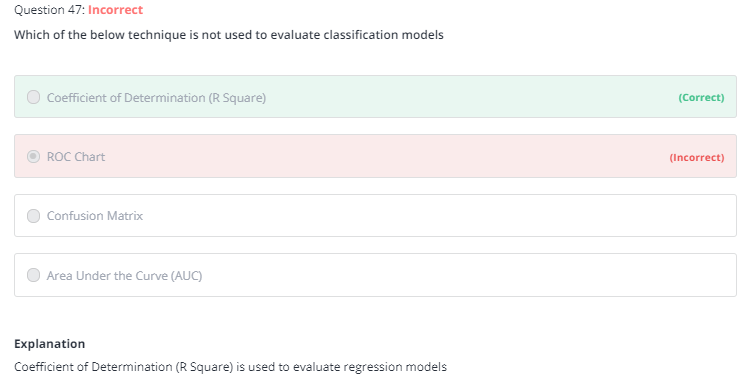 Question 47: Incorrect
Which of the below technique is not used to evaluate classification models
Coefficient of Determination (R Square) (Correct)
ROC Chart (Incorrect)
Confusion Matrix
Area Under the Curve (AUC)
Explanation
Coefficient of Determination (R Square) is used to evaluate regression models